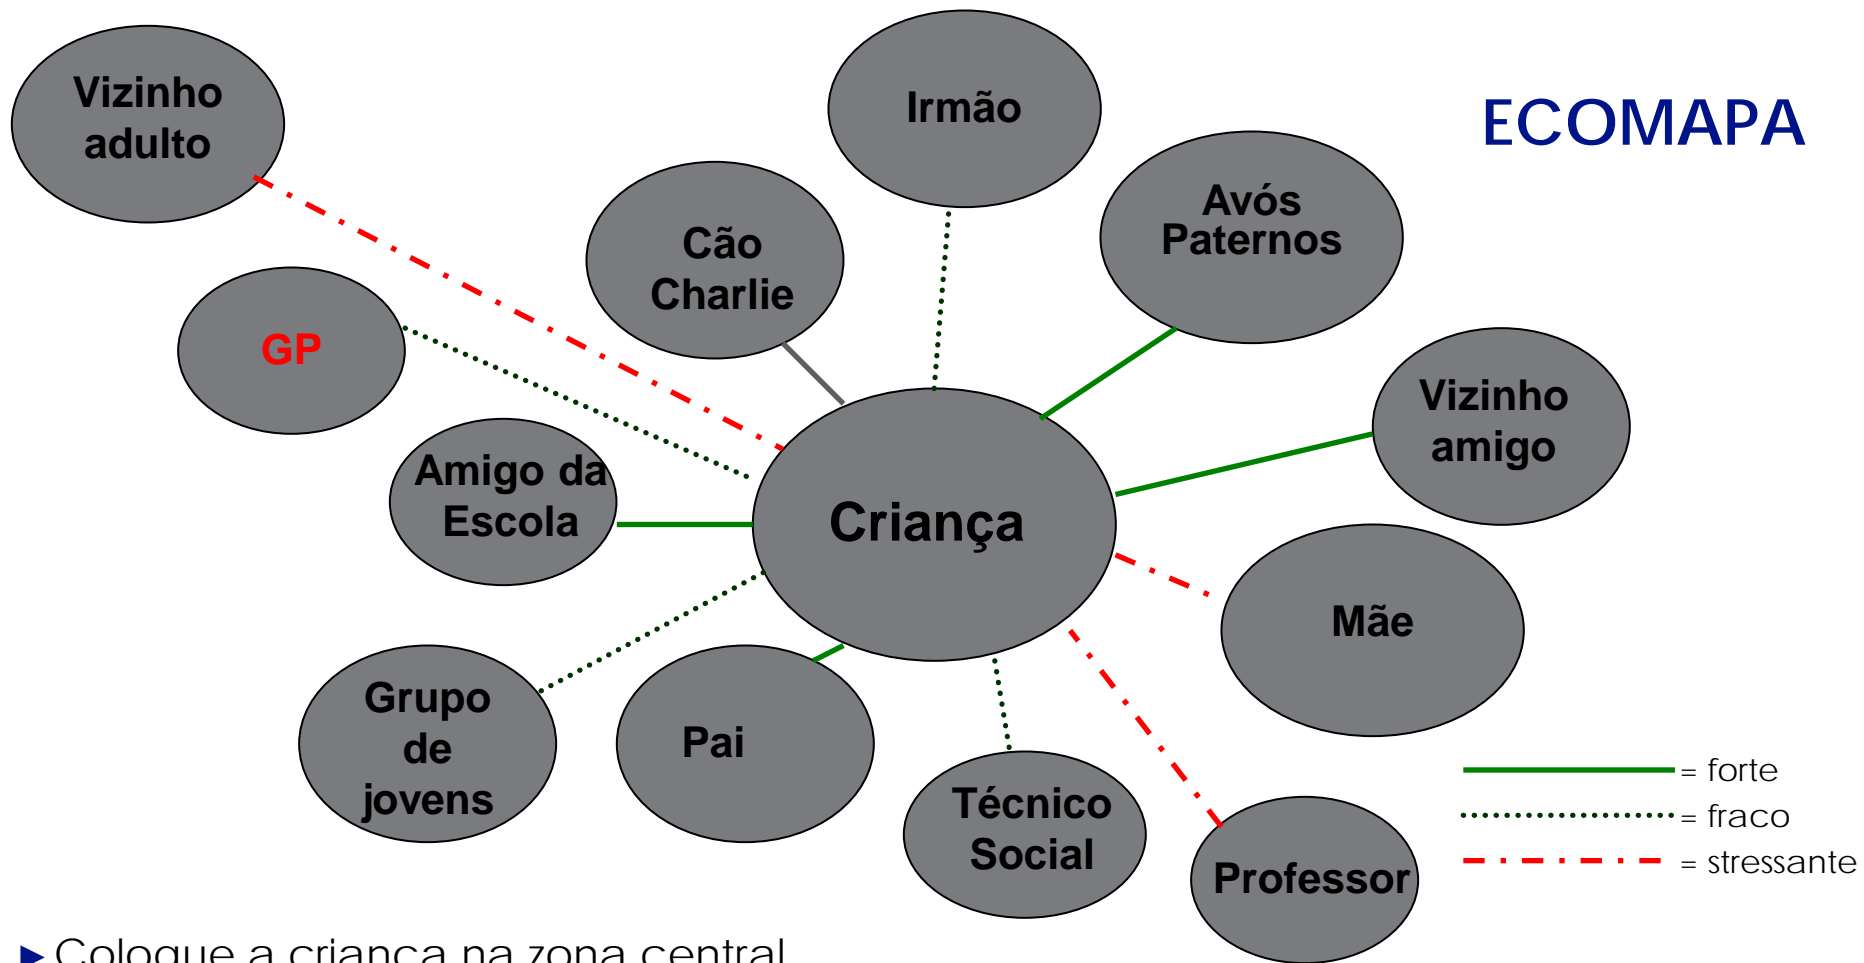 ECOMAPA
Vizinho
adulto
Irmão
Avós
Paternos
Cão
Charlie
GP
Vizinho
amigo
Amigo da
Escola
Criança
Mãe
Grupo
de
jovens
Pai
Técnico
Social
Professor
= forte
= fraco
= stressante
►Coloque a criança na zona central